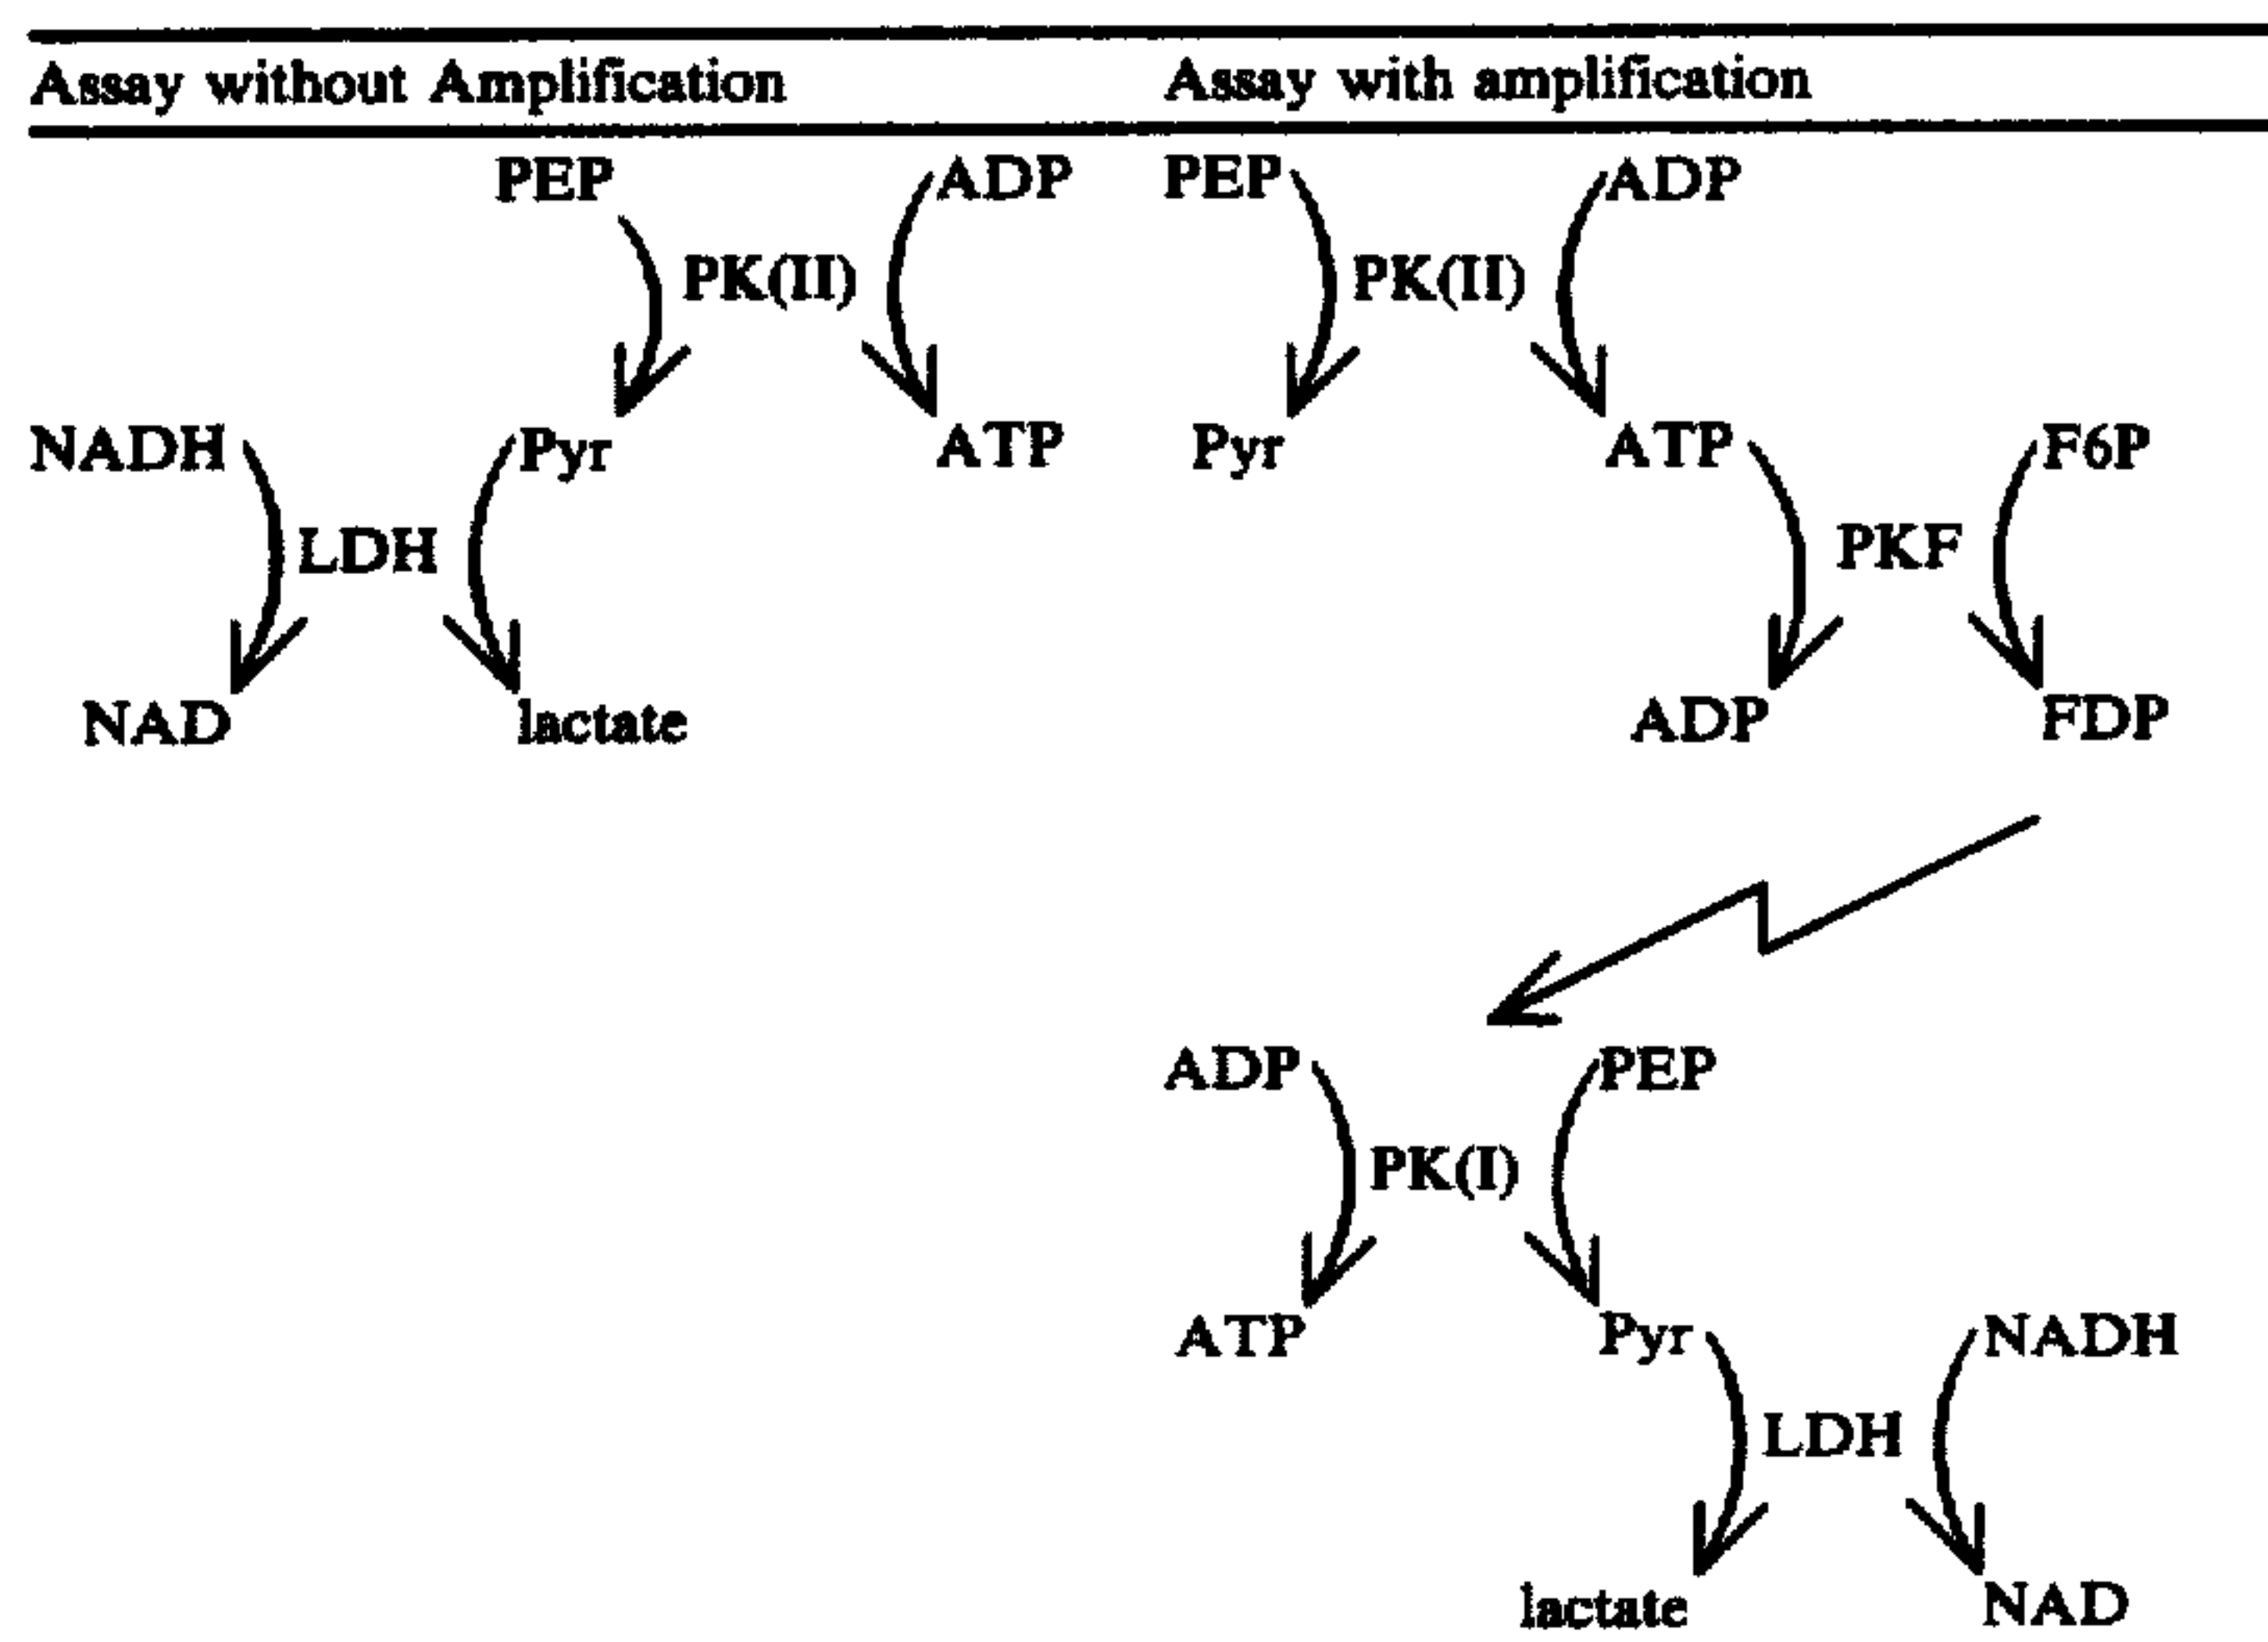 Assay without Amplification Assay with amplification
PEP ADP PEP ADP
PK(II) PK(II)
NADH Pyr ATP Pyr ATP F6P
LDH PKF
NAD lactate ADP FDP
ADP PEP
PK(I)
ATP Pyr NADH
LDH
lactate NAD